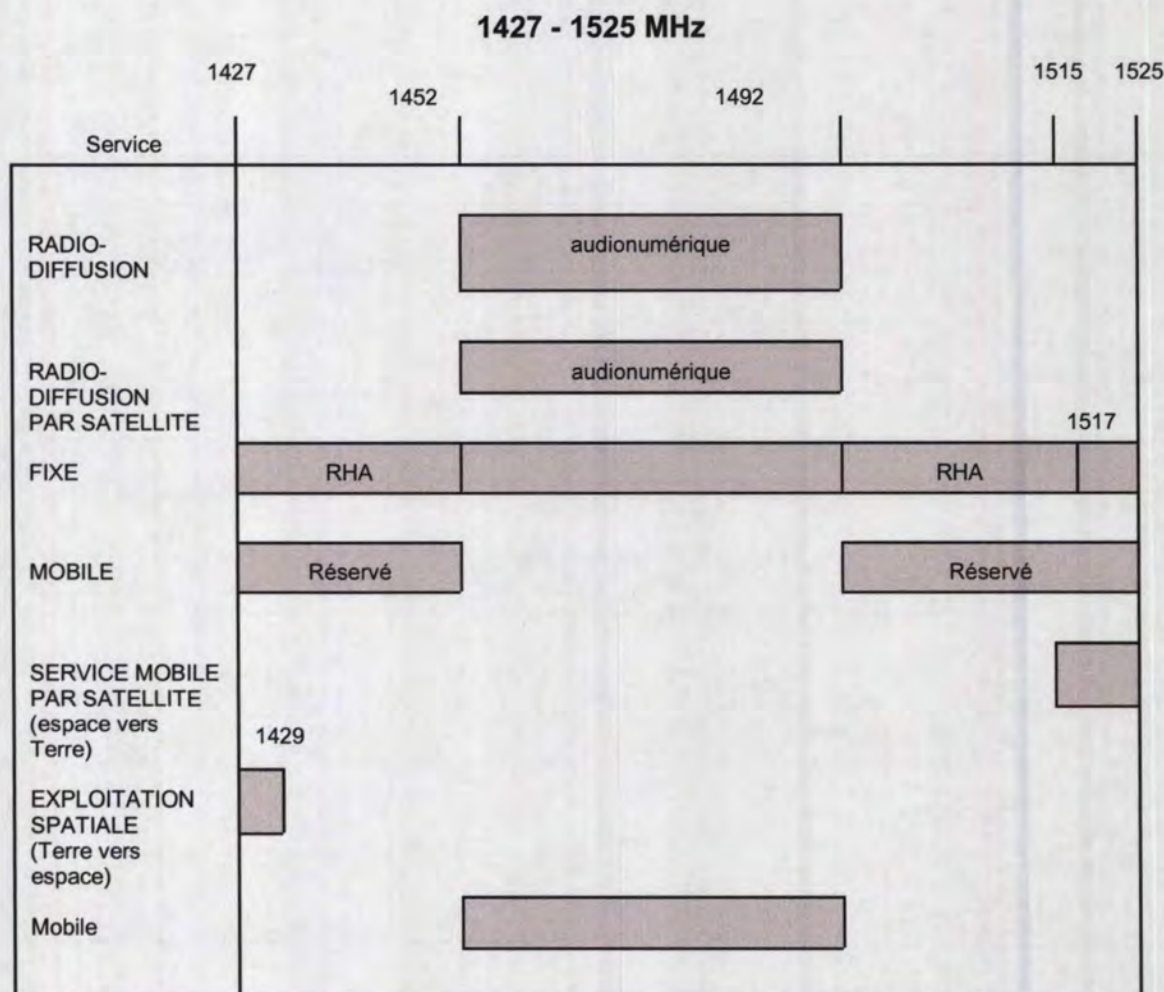 1427 - 1525 MHz
1427
1515
1525
1452
1492
Service
RADIO-
DIFFUSION
audionumérique
RADIO-
DIFFUSION
PAR SATELLITE
audionumérique
1517
FIXE
RHA
RHA
MOBILE
Réservé
Réservé
SERVICE MOBILE
PAR SATELLITE
(espace vers
Terre)
1429
EXPLOITATION
SPATIALE
(Terre vers
espace)
Mobile